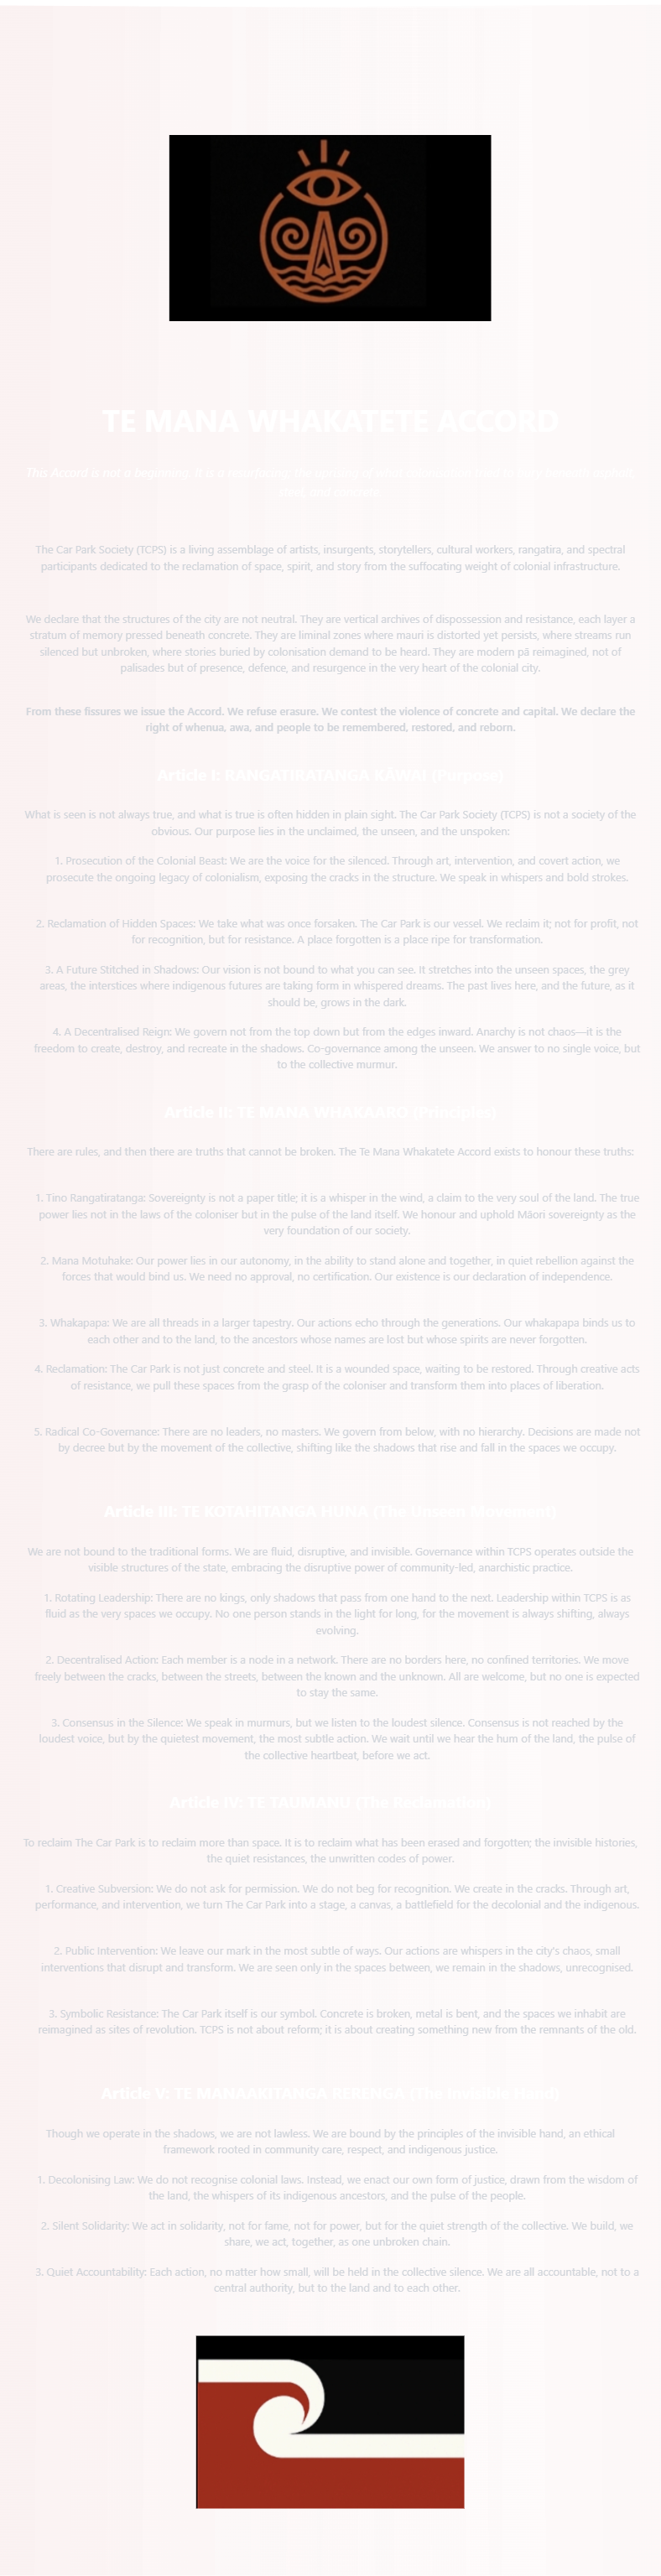 TE MANA WHAKATETE ACCORD
This Accord is not a beginning. It is a resurfacing; the uprising of what colonisation tried to bury beneath asphalt,
steel, and concrete.
The Car Park Society (TCPS) is a living assemblage of artists, insurgents, storytellers, cultural workers, rangatira, and spectral
participants dedicated to the reclamation of space, spirit, and story from the suffocating weight of colonial infrastructure.
We declare that the structures of the city are not neutral. They are vertical archives of dispossession and resistance, each layer a
stratum of memory pressed beneath concrete. They are liminal zones where mauri is distorted yet persists, where streams run
silenced but unbroken, where stories buried by colonisation demand to be heard. They are modern pā reimagined, not of
palisades but of presence, defence, and resurgence in the very heart of the colonial city.
From these fissures we issue the Accord. We refuse erasure. We contest the violence of concrete and capital. We declare the
right of whenua, awa, and people to be remembered, restored, and reborn.
Article I: RANGATIRATANGA KĀWAI (Purpose)
What is seen is not always true, and what is true is often hidden in plain sight. The Car Park Society (TCPS) is not a society of the
obvious. Our purpose lies in the unclaimed, the unseen, and the unspoken:
1. Prosecution of the Colonial Beast: We are the voice for the silenced. Through art, intervention, and covert action, we
prosecute the ongoing legacy of colonialism, exposing the cracks in the structure. We speak in whispers and bold strokes.
2. Reclamation of Hidden Spaces: We take what was once forsaken. The Car Park is our vessel. We reclaim it; not for profit, not
for recognition, but for resistance. A place forgotten is a place ripe for transformation.
3. A Future Stitched in Shadows: Our vision is not bound to what you can see. It stretches into the unseen spaces, the grey
areas, the interstices where indigenous futures are taking form in whispered dreams. The past lives here, and the future, as it
should be, grows in the dark.
4. A Decentralised Reign: We govern not from the top down but from the edges inward. Anarchy is not chaos—it is the
freedom to create, destroy, and recreate in the shadows. Co-governance among the unseen. We answer to no single voice, but
to the collective murmur.
Article II: TE MANA WHAKAARO (Principles)
There are rules, and then there are truths that cannot be broken. The Te Mana Whakatete Accord exists to honour these truths:
1. Tino Rangatiratanga: Sovereignty is not a paper title; it is a whisper in the wind, a claim to the very soul of the land. The true
power lies not in the laws of the coloniser but in the pulse of the land itself. We honour and uphold Māori sovereignty as the
very foundation of our society.
2. Mana Motuhake: Our power lies in our autonomy, in the ability to stand alone and together, in quiet rebellion against the
forces that would bind us. We need no approval, no certification. Our existence is our declaration of independence.
3. Whakapapa: We are all threads in a larger tapestry. Our actions echo through the generations. Our whakapapa binds us to
each other and to the land, to the ancestors whose names are lost but whose spirits are never forgotten.
4. Reclamation: The Car Park is not just concrete and steel. It is a wounded space, waiting to be restored. Through creative acts
of resistance, we pull these spaces from the grasp of the coloniser and transform them into places of liberation.
5. Radical Co-Governance: There are no leaders, no masters. We govern from below, with no hierarchy. Decisions are made not
by decree but by the movement of the collective, shifting like the shadows that rise and fall in the spaces we occupy.
Article III: TE KOTAHITANGA HUNA (The Unseen Movement)
We are not bound to the traditional forms. We are fluid, disruptive, and invisible. Governance within TCPS operates outside the
visible structures of the state, embracing the disruptive power of community-led, anarchistic practice.
1. Rotating Leadership: There are no kings, only shadows that pass from one hand to the next. Leadership within TCPS is as
fluid as the very spaces we occupy. No one person stands in the light for long, for the movement is always shifting, always
evolving.
2. Decentralised Action: Each member is a node in a network. There are no borders here, no confined territories. We move
freely between the cracks, between the streets, between the known and the unknown. All are welcome, but no one is expected
to stay the same.
3. Consensus in the Silence: We speak in murmurs, but we listen to the loudest silence. Consensus is not reached by the
loudest voice, but by the quietest movement, the most subtle action. We wait until we hear the hum of the land, the pulse of
the collective heartbeat, before we act.
Article IV: TE TAUMANU (The Reclamation)
To reclaim The Car Park is to reclaim more than space. It is to reclaim what has been erased and forgotten; the invisible histories,
the quiet resistances, the unwritten codes of power.
1. Creative Subversion: We do not ask for permission. We do not beg for recognition. We create in the cracks. Through art,
performance, and intervention, we turn The Car Park into a stage, a canvas, a battlefield for the decolonial and the indigenous.
2. Public Intervention: We leave our mark in the most subtle of ways. Our actions are whispers in the city's chaos, small
interventions that disrupt and transform. We are seen only in the spaces between, we remain in the shadows, unrecognised.
3. Symbolic Resistance: The Car Park itself is our symbol. Concrete is broken, metal is bent, and the spaces we inhabit are
reimagined as sites of revolution. TCPS is not about reform; it is about creating something new from the remnants of the old.
Article V: TE MANAAKITANGA RERENGA (The Invisible Hand)
Though we operate in the shadows, we are not lawless. We are bound by the principles of the invisible hand, an ethical
framework rooted in community care, respect, and indigenous justice.
1. Decolonising Law: We do not recognise colonial laws. Instead, we enact our own form of justice, drawn from the wisdom of
the land, the whispers of its indigenous ancestors, and the pulse of the people.
2. Silent Solidarity: We act in solidarity, not for fame, not for power, but for the quiet strength of the collective. We build, we
share, we act, together, as one unbroken chain.
3. Quiet Accountability: Each action, no matter how small, will be held in the collective silence. We are all accountable, not to a
central authority, but to the land and to each other.